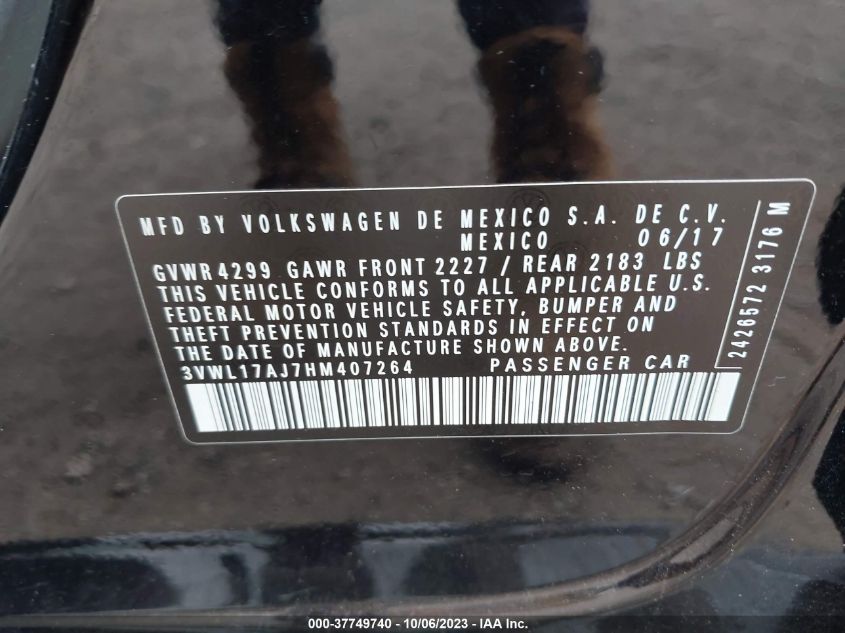 MFD BY VOLKSWAGEN DE MEXICO S.A. DE C.V.
MEXICO 06/17
GVWR 4299 GAWR FRONT 2227 / REAR 2183 LBS
THIS VEHICLE CONFORMS TO ALL APPLICABLE U.S.
FEDERAL MOTOR VEHICLE SAFETY, BUMPER AND
THEFT PREVENTION STANDARDS IN EFFECT ON
THE DATE OF MANUFACTURE SHOWN ABOVE.
3VWL17AJ7HM407264 PASSENGER CAR
2426572 3176 M
000-37749740 - 10/06/2023 - IAA Inc.